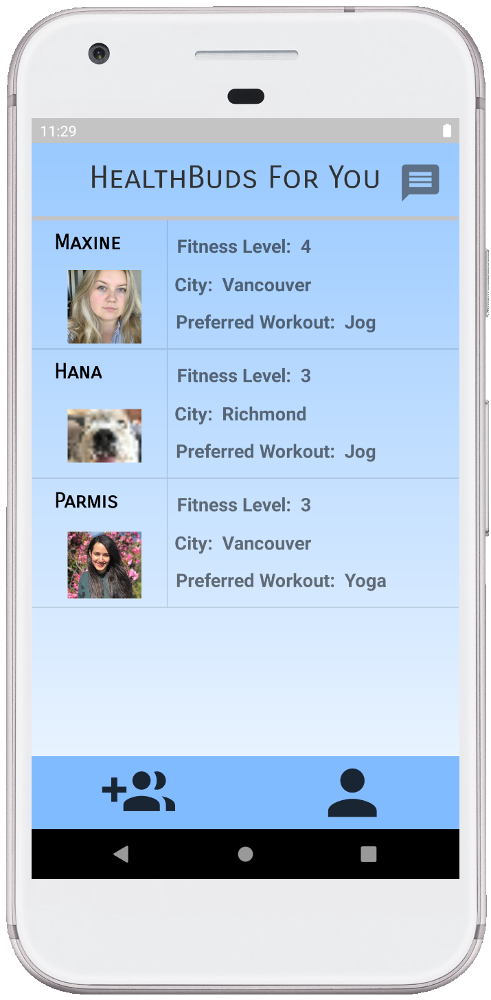 11:29
HealthBuds For You
Maxine
Fitness Level: 4
City: Vancouver
Preferred Workout: Jog
Hana
Fitness Level: 3
City: Richmond
Preferred Workout: Jog
Parmis
Fitness Level: 3
City: Vancouver
Preferred Workout: Yoga